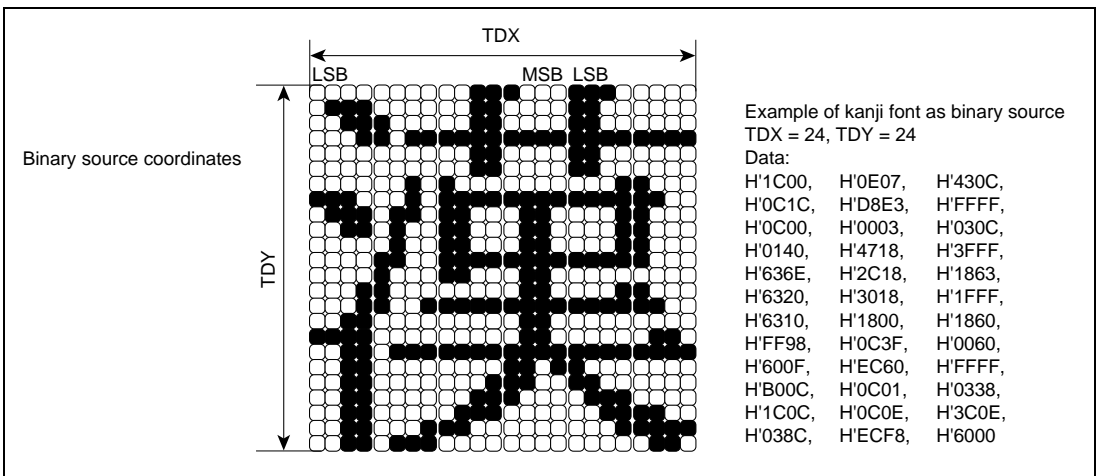 TDX
LSB MSB LSB
Binary source coordinates
TDY
漢
Example of kanji font as binary source
TDX = 24, TDY = 24
Data:
H'1C00, H'0E07, H'430C,
H'0C1C, H'D8E3, H'FFFF,
H'0C00, H'0003, H'030C,
H'0140, H'4718, H'3FFF,
H'636E, H'2C18, H'1863,
H'6320, H'3018, H'1FFF,
H'6310, H'1800, H'1860,
H'FF98, H'0C3F, H'0060,
H'600F, H'EC60, H'FFFF,
H'B00C, H'0C01, H'0338,
H'1C0C, H'0C0E, H'3C0E,
H'038C, H'ECF8, H'6000